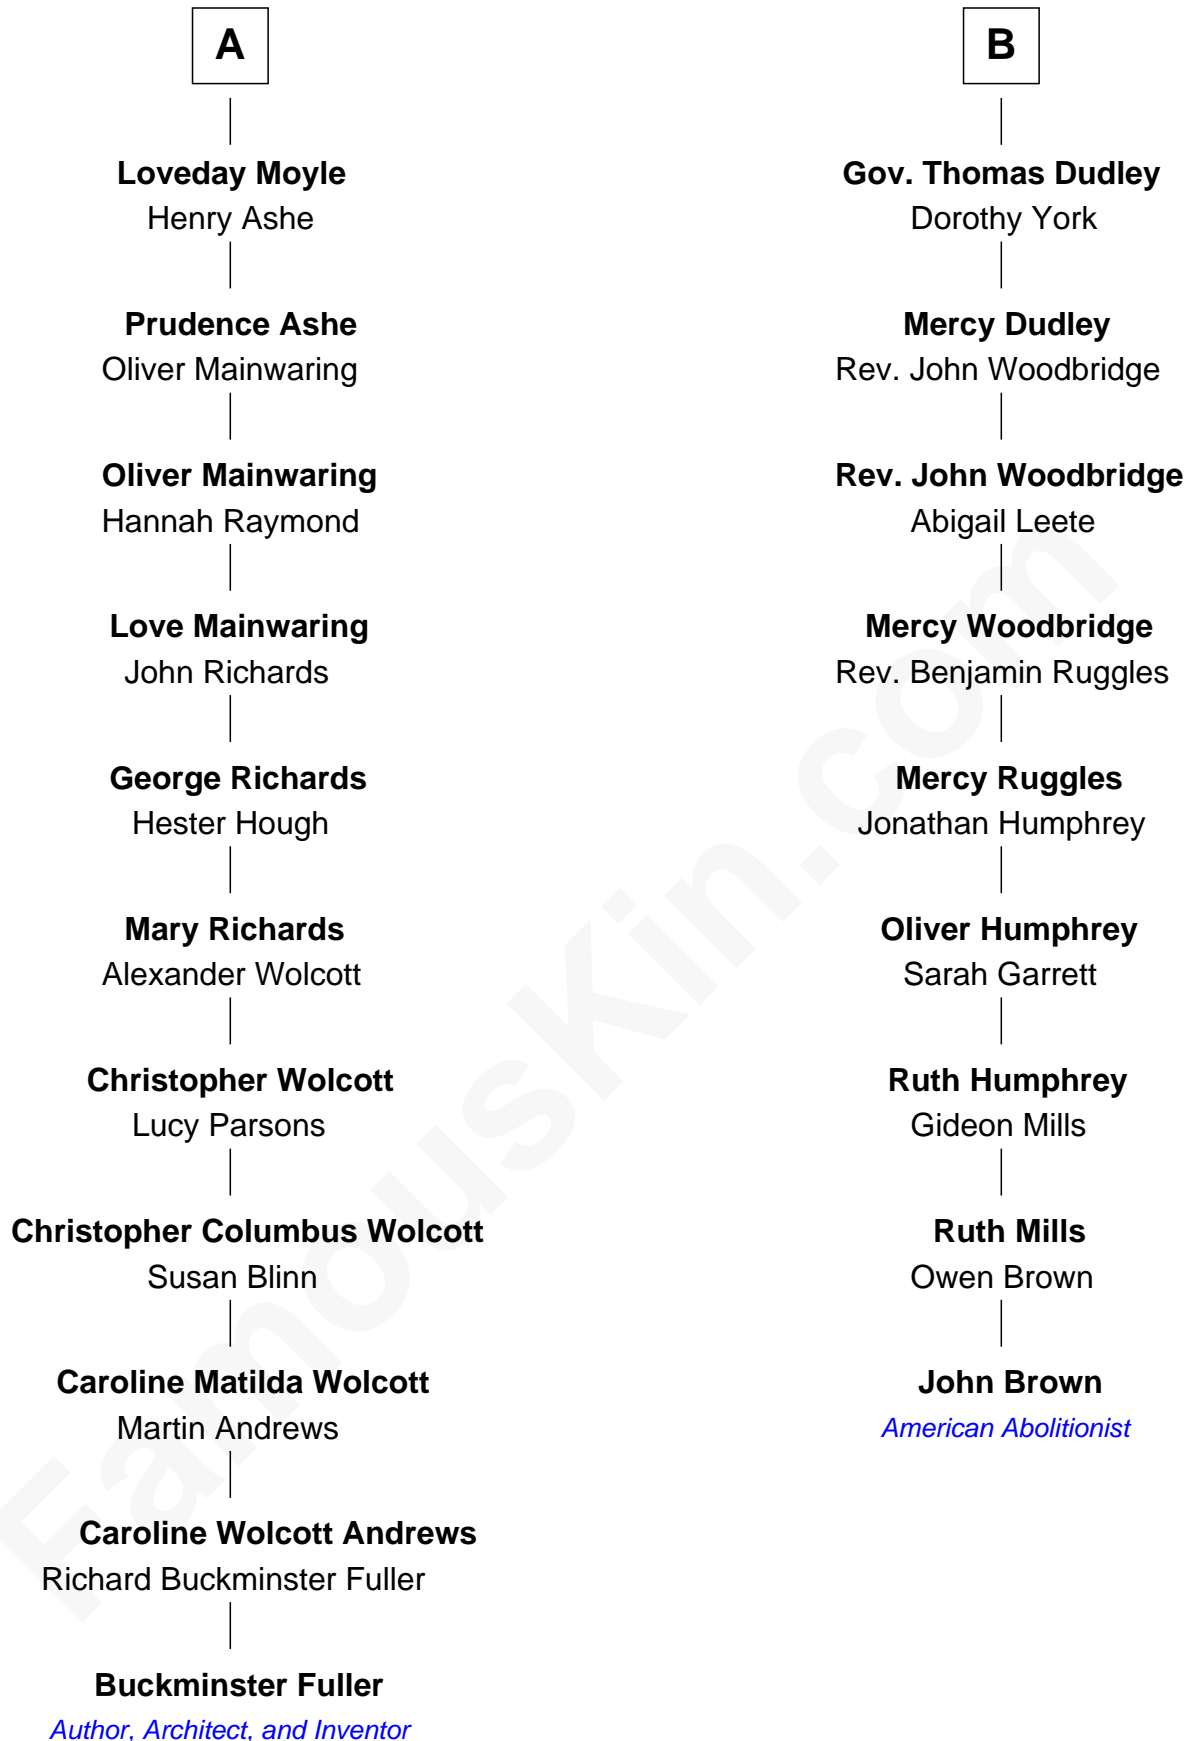 A
Loveday Moyle
Henry Ashe
Prudence Ashe
Oliver Mainwaring
Oliver Mainwaring
Hannah Raymond
Love Mainwaring
John Richards
George Richards
Hester Hough
Mary Richards
Alexander Wolcott
Christopher Wolcott
Lucy Parsons
Christopher Columbus Wolcott
Susan Blinn
Caroline Matilda Wolcott
Martin Andrews
Caroline Wolcott Andrews
Richard Buckminster Fuller
Buckminster Fuller
Author, Architect, and Inventor
B
Gov. Thomas Dudley
Dorothy York
Mercy Dudley
Rev. John Woodbridge
Rev. John Woodbridge
Abigail Leete
Mercy Woodbridge
Rev. Benjamin Ruggles
Mercy Ruggles
Jonathan Humphrey
Oliver Humphrey
Sarah Garrett
Ruth Humphrey
Gideon Mills
Ruth Mills
Owen Brown
John Brown
American Abolitionist
FamousKin.com